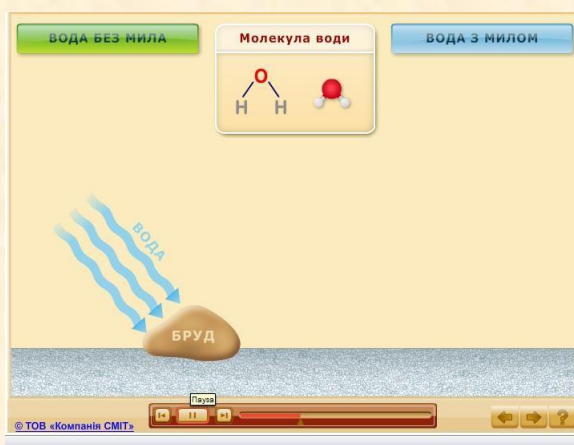 ВОДА БЕЗ МИЛА
Молекула води
ВОДА З МИЛОМ
O
H H
ВОДА
БРУД
Пауза
© ТОВ «Компанія СМІТ»
?